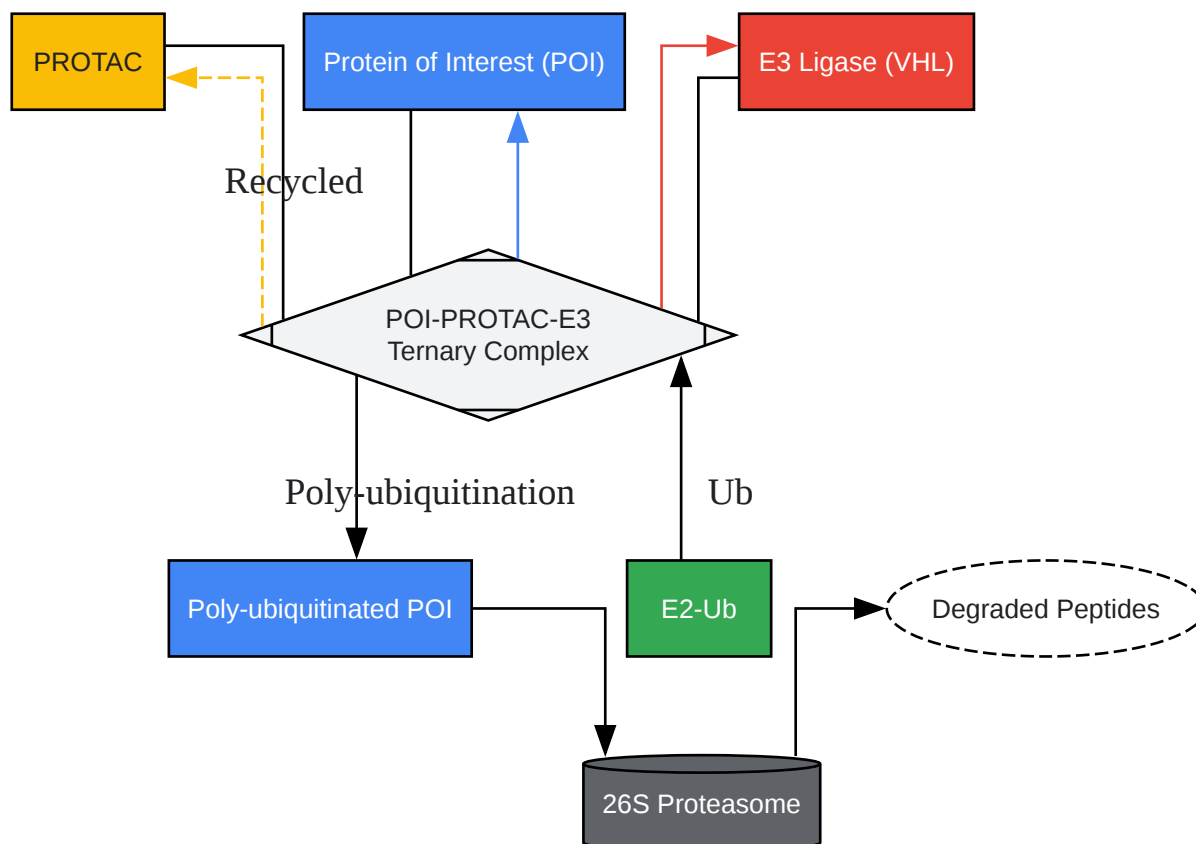 PROTAC
Protein of Interest (POI)
E3 Ligase (VHL)
Recycled
POI-PROTAC-E3
Ternary Complex
Poly-ubiquitination
Ub
Poly-ubiquitinated POI
E2-Ub
Degraded Peptides
26S Proteasome